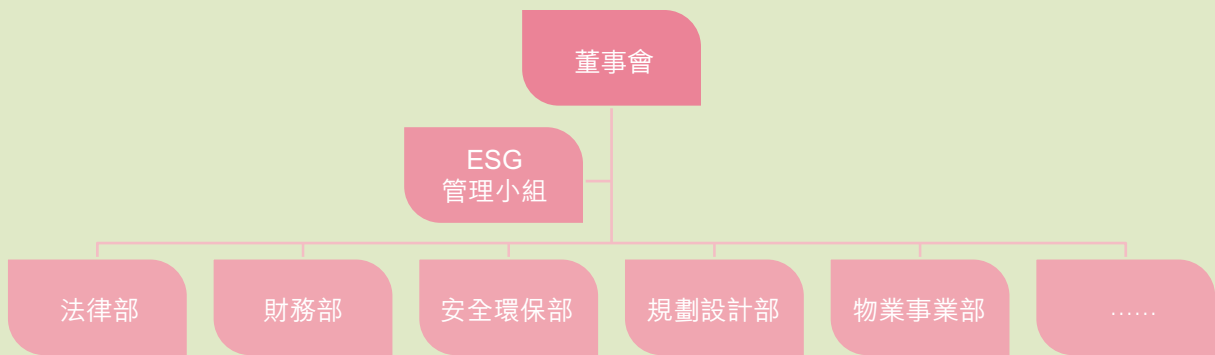 董事會
ESG
管理小組
法律部
財務部
安全環保部
規劃設計部
物業事業部
......